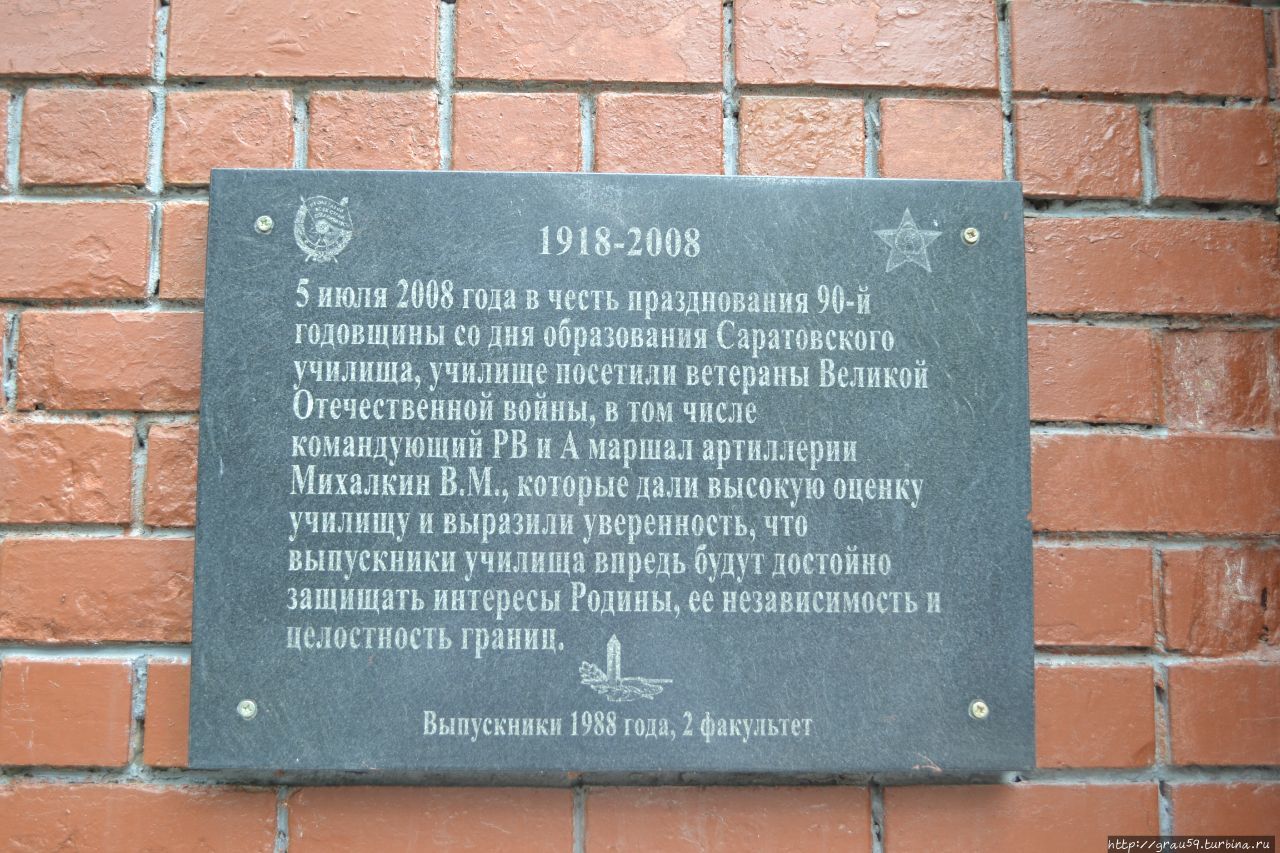 1918-2008
5 июля 2008 года в честь празднования 90-й
годовщины со дня образования Саратовского
училища, училище посетили ветераны Великой
Отечественной войны, в том числе
командующий РВ и А маршал артиллерии
Михалкин В.М., которые дали высокую оценку
училищу и выразили уверенность, что
выпускники училища впредь будут достойно
защищать интересы Родины, ее независимость и
целостность границ.
Выпускники 1988 года, 2 факультет
http://grau59.turbina.ru